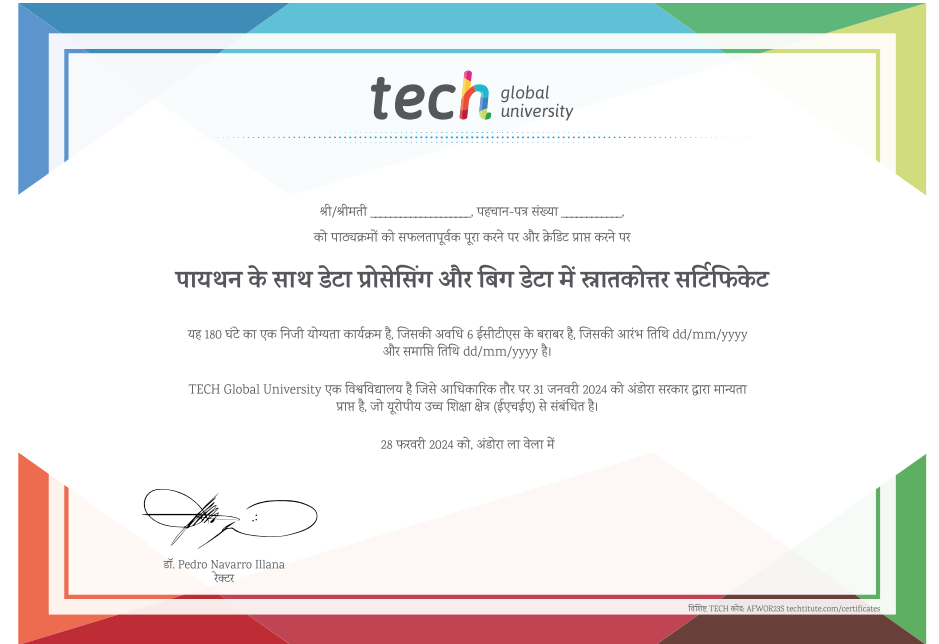 tech global university
श्री/श्रीमती ____________________, पहचान-पत्र संख्या ____________,
को पाठ्यक्रमों को सफलतापूर्वक पूरा करने पर और क्रेडिट प्राप्त करने पर
पायथन के साथ डेटा प्रोसेसिंग और बिग डेटा में स्नातकोत्तर सर्टिफिकेट
यह 180 घंटे का एक निजी योग्यता कार्यक्रम है, जिसकी अवधि 6 ईसीटीएस के बराबर है, जिसकी आरंभ तिथि dd/mm/yyyy
और समाप्ति तिथि dd/mm/yyyy है।
TECH Global University एक विश्वविद्यालय है जिसे आधिकारिक तौर पर 31 जनवरी 2024 को अंडोरा सरकार द्वारा मान्यता
प्राप्त है, जो यूरोपीय उच्च शिक्षा क्षेत्र (ईएचईए) से संबंधित है।
28 फरवरी 2024 को, अंडोरा ला वेला में
डॉ. Pedro Navarro Illana
रेक्टर
विशिष्ट TECH कोड: AFWOR23S techtitute.com/certificates